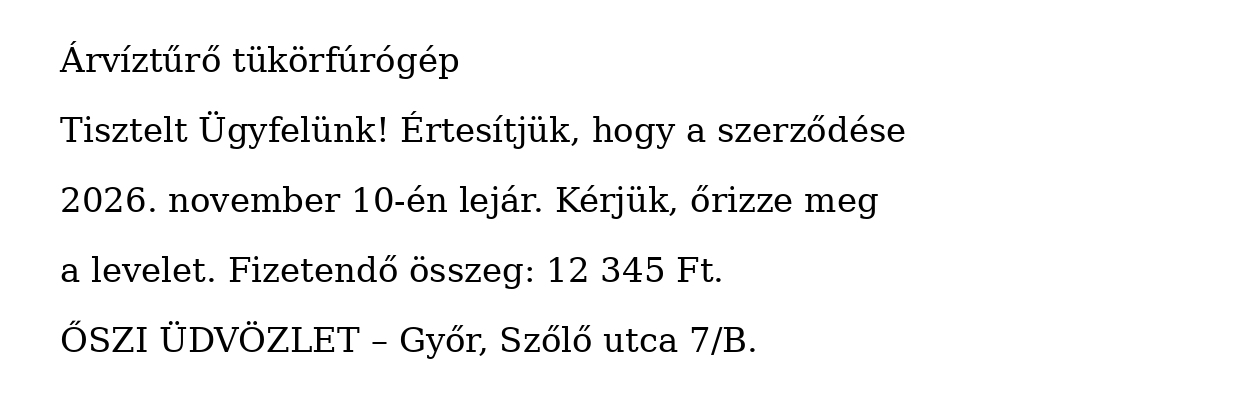 Árvíztűrő tükörfúrógép
Tisztelt Ügyfelünk! Értesítjük, hogy a szerződése
2026. november 10-én lejár. Kérjük, őrizze meg
a levelet. Fizetendő összeg: 12 345 Ft.
ŐSZI ÜDVÖZLET – Győr, Szőlő utca 7/B.